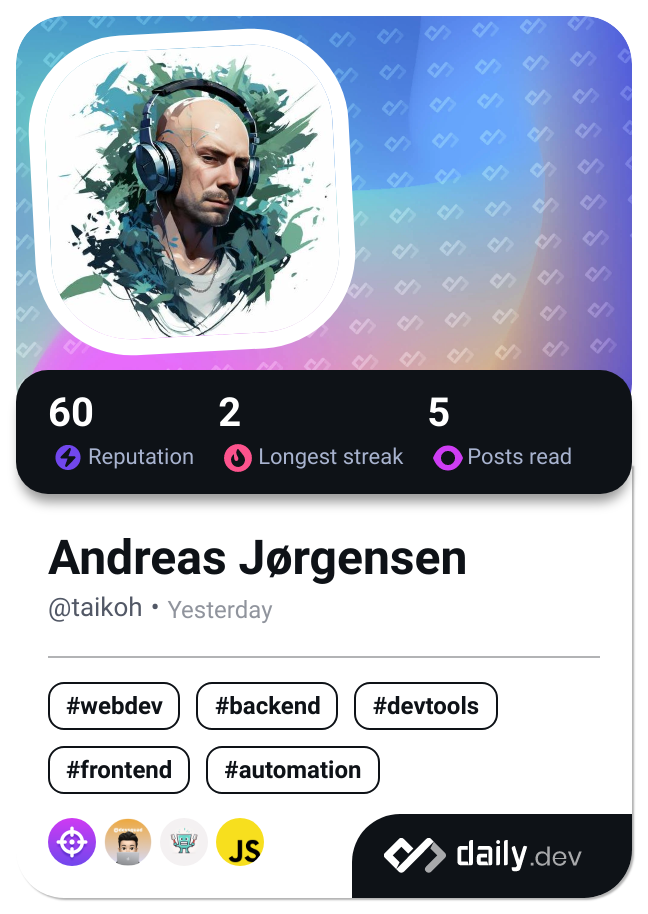 60 2 5
Reputation Longest streak Posts read
Andreas Jørgensen
@taikoh • Yesterday
#webdev #backend #devtools
#frontend #automation
JS
daily.dev